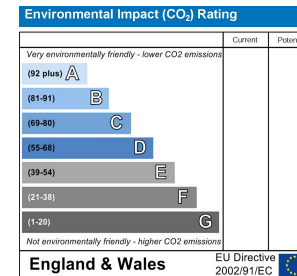 Environmental Impact (CO₂) Rating
Current Poten
Very environmentally friendly - lower CO2 emissions
(92 plus) A
(81-91) B
(69-80) C
(55-68) D
(39-54) E
(21-38) F
(1-20) G
Not environmentally friendly - higher CO2 emissions
England & Wales
EU Directive
2002/91/EC